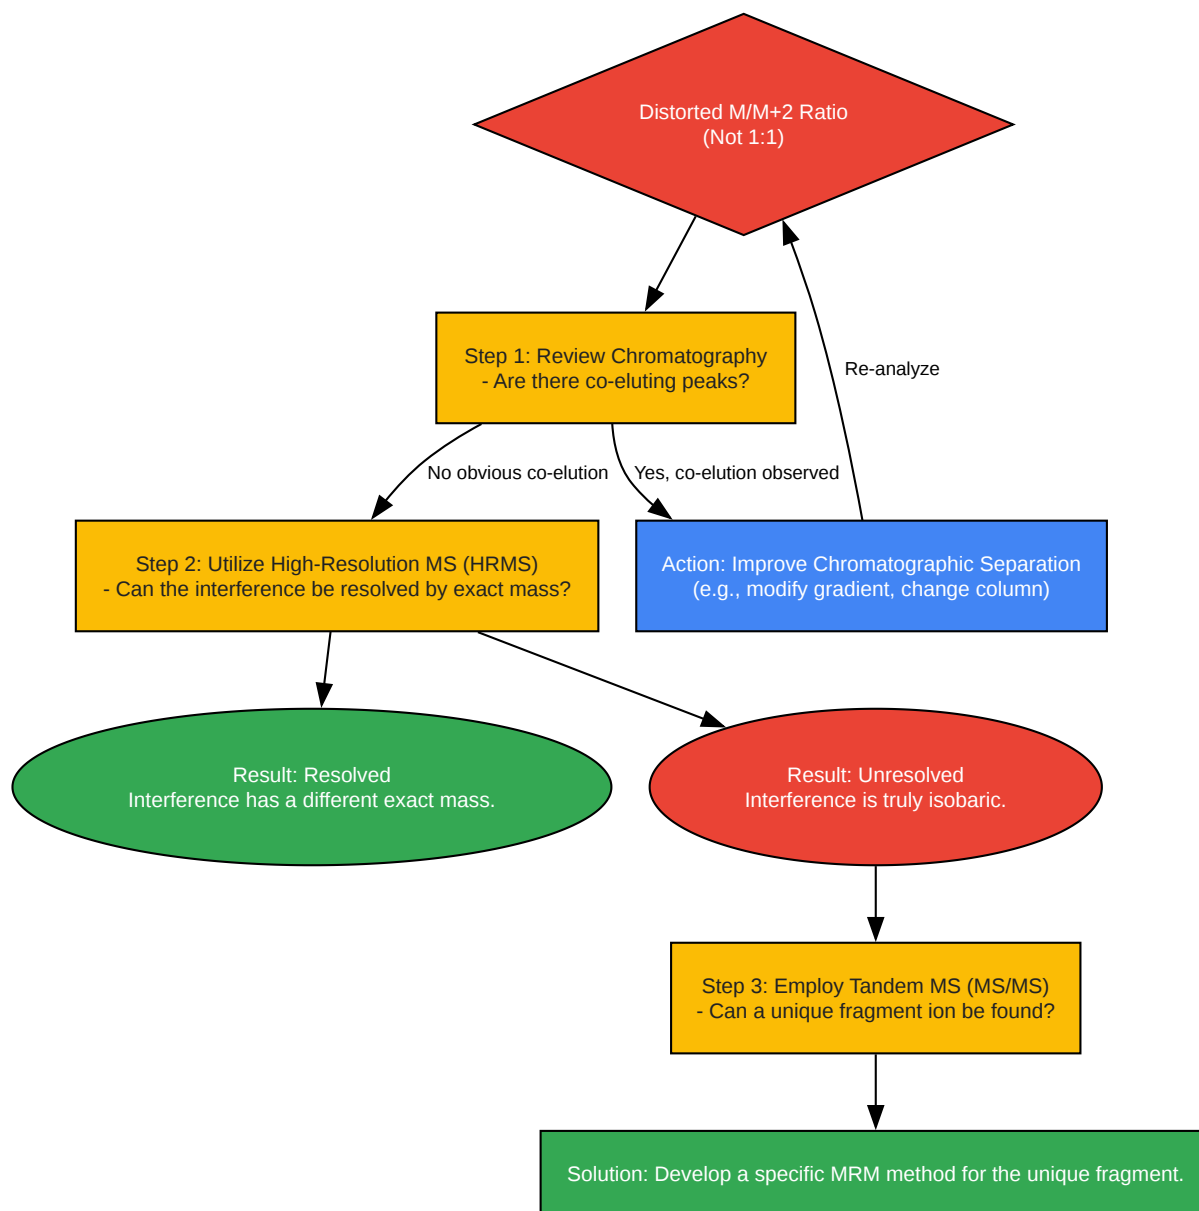 Distorted M/M+2 Ratio
(Not 1:1)
Step 1: Review Chromatography
- Are there co-eluting peaks?
Re-analyze
No obvious co-elution
Yes, co-elution observed
Step 2: Utilize High-Resolution MS (HRMS)
- Can the interference be resolved by exact mass?
Action: Improve Chromatographic Separation
(e.g., modify gradient, change column)
Result: Resolved
Interference has a different exact mass.
Result: Unresolved
Interference is truly isobaric.
Step 3: Employ Tandem MS (MS/MS)
- Can a unique fragment ion be found?
Solution: Develop a specific MRM method for the unique fragment.